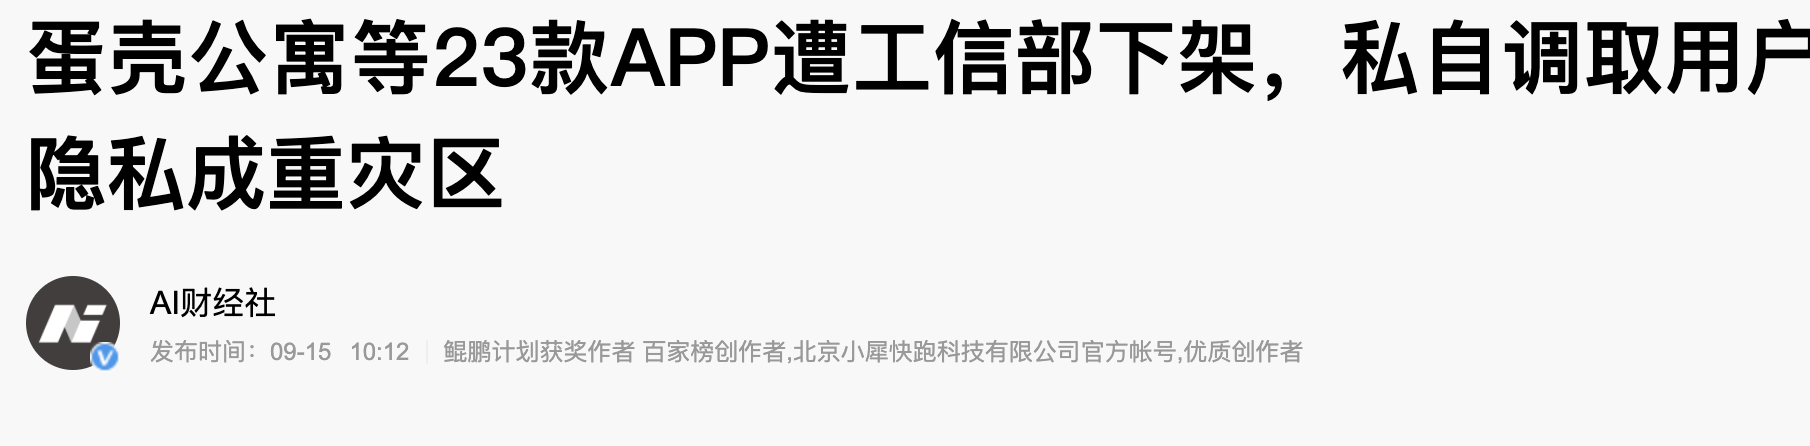 蛋壳公寓等23款APP遭工信部下架，私自调取用户
隐私成重灾区
AI财经社
发布时间：09-15 10:12 鲲鹏计划获奖作者 百家榜创作者,北京小犀快跑科技有限公司官方帐号,优质创作者